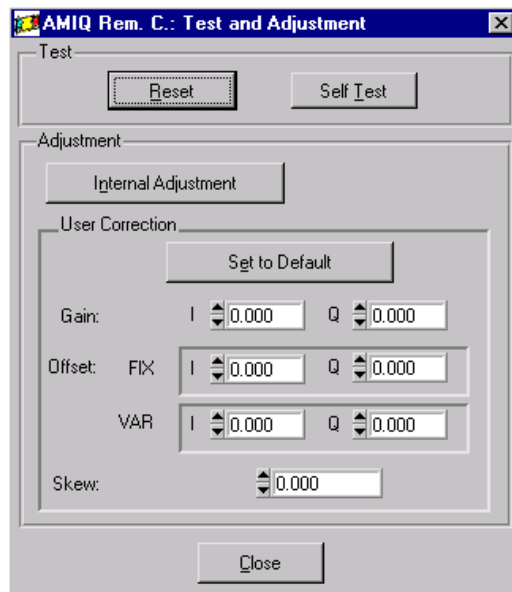 AMIQ Rem. C.: Test and Adjustment
Test
Reset Self Test
Adjustment
Internal Adjustment
User Correction
Set to Default
Gain: I 0.000 Q 0.000
Offset: FIX I 0.000 Q 0.000
VAR I 0.000 Q 0.000
Skew: 0.000
Close